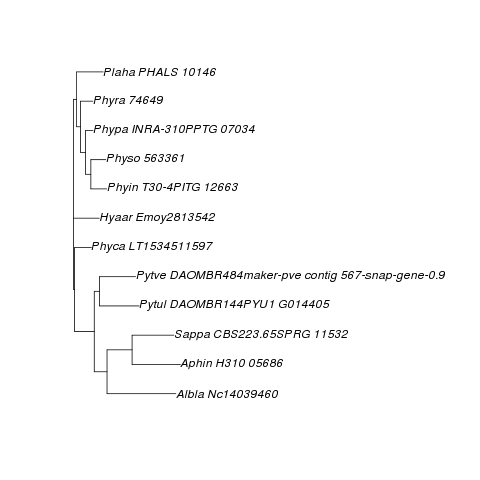 Plaha PHALS 10146
Phyra 74649
Phypa INRA-310PPTG 07034
Physo 563361
Phyin T30-4PITG 12663
Hyaar Emoy2813542
Phyca LT1534511597
Pytve DAOMBR484maker-pve contig 567-snap-gene-0.9
Pytul DAOMBR144PYU1 G014405
Sappa CBS223.65SPRG 11532
Aphin H310 05686
Albla Nc14039460